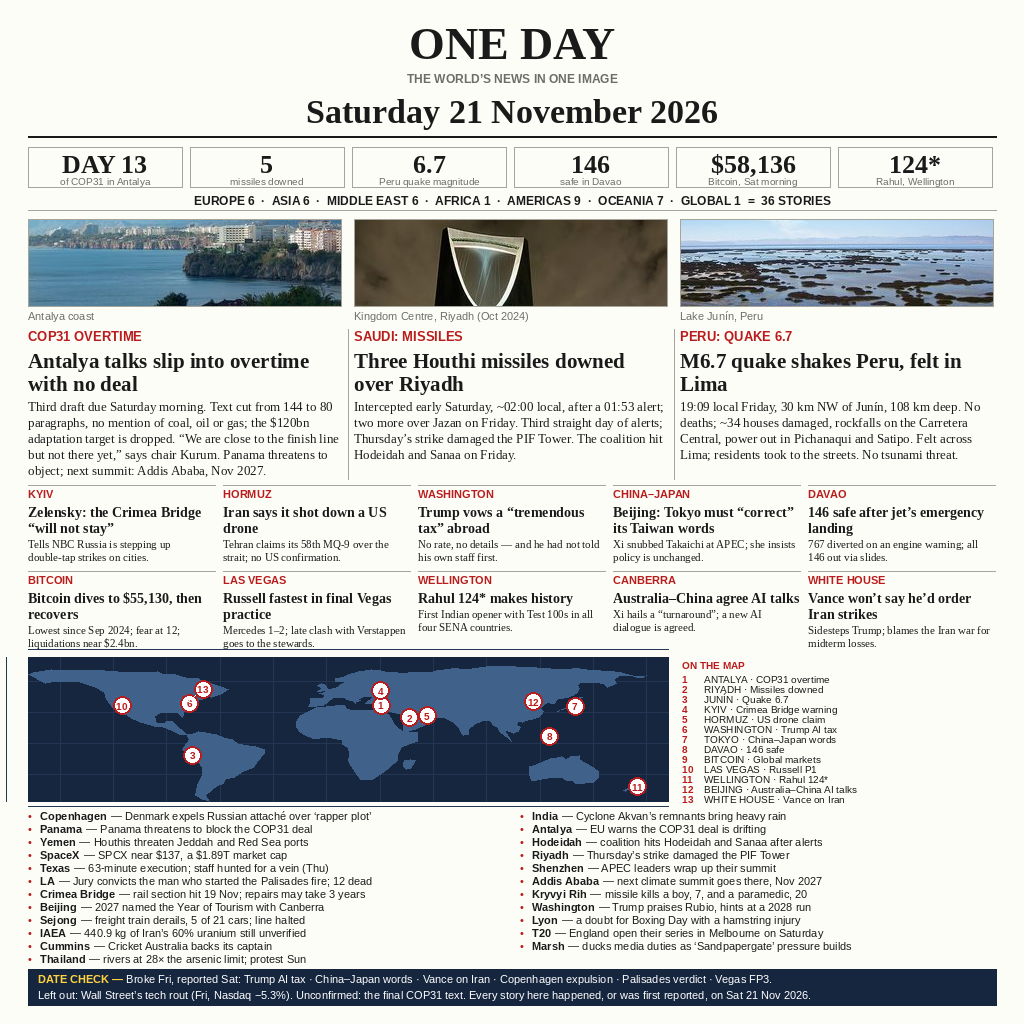 ONE DAY
THE WORLD'S NEWS IN ONE IMAGE
Saturday 21 November 2026
DAY 13
of COP31 in Antalya
5
missiles downed
6.7
Peru quake magnitude
146
safe in Davao
$58,136
Bitcoin, Sat morning
124*
Rahul, Wellington
EUROPE 6 · ASIA 6 · MIDDLE EAST 6 · AFRICA 1 · AMERICAS 9 · OCEANIA 7 · GLOBAL 1 = 36 STORIES
Antalya coast
COP31 OVERTIME
Antalya talks slip into overtime
with no deal
Third draft due Saturday morning. Text cut from 144 to 80
paragraphs, no mention of coal, oil or gas; the $120bn
adaptation target is dropped. “We are close to the finish line
but not there yet,” says chair Kurum. Panama threatens to
object; next summit: Addis Ababa, Nov 2027.
Kingdom Centre, Riyadh (Oct 2024)
SAUDI: MISSILES
Three Houthi missiles downed
over Riyadh
Intercepted early Saturday, ~02:00 local, after a 01:53 alert;
two more over Jazan on Friday. Third straight day of alerts;
Thursday’s strike damaged the PIF Tower. The coalition hit
Hodeidah and Sanaa on Friday.
Lake Junín, Peru
PERU: QUAKE 6.7
M6.7 quake shakes Peru, felt in
Lima
19:09 local Friday, 30 km NW of Junín, 108 km deep. No
deaths; ~34 houses damaged, rockfalls on the Carretera
Central, power out in Pichanaqui and Satipo. Felt across
Lima; residents took to the streets. No tsunami threat.
KYIV
Zelensky: the Crimea Bridge
“will not stay”
Tells NBC Russia is stepping up
double-tap strikes on cities.
HORMUZ
Iran says it shot down a US
drone
Tehran claims its 58th MQ-9 over the
strait; no US confirmation.
WASHINGTON
Trump vows a “tremendous
tax” abroad
No rate, no details — and he had not told
his own staff first.
CHINA–JAPAN
Beijing: Tokyo must “correct”
its Taiwan words
Xi snubbed Takaichi at APEC; she insists
policy is unchanged.
DAVAO
146 safe after jet’s emergency
landing
767 diverted on an engine warning; all
146 out via slides.
BITCOIN
Bitcoin dives to $55,130, then
recovers
Lowest since Sep 2024; fear at 12;
liquidations near $2.4bn.
LAS VEGAS
Russell fastest in final Vegas
practice
Mercedes 1–2; late clash with Verstappen
goes to the stewards.
WELLINGTON
Rahul 124* makes history
First Indian opener with Test 100s in all
four SENA countries.
CANBERRA
Australia–China agree AI talks
Xi hails a “turnaround”; a new AI
dialogue is agreed.
WHITE HOUSE
Vance won’t say he’d order
Iran strikes
Sidesteps Trump; blames the Iran war for
midterm losses.
10
13
6
3
4
1
2
5
12
7
8
11
ON THE MAP
1 ANTALYA · COP31 overtime
2 RIYADH · Missiles downed
3 JUNÍN · Quake 6.7
4 KYIV · Crimea Bridge warning
5 HORMUZ · US drone claim
6 WASHINGTON · Trump AI tax
7 TOKYO · China–Japan words
8 DAVAO · 146 safe
9 BITCOIN · Global markets
10 LAS VEGAS · Russell P1
11 WELLINGTON · Rahul 124*
12 BEIJING · Australia–China AI talks
13 WHITE HOUSE · Vance on Iran
• Copenhagen — Denmark expels Russian attaché over ‘rapper plot’
• Panama — Panama threatens to block the COP31 deal
• Yemen — Houthis threaten Jeddah and Red Sea ports
• SpaceX — SPCX near $137, a $1.89T market cap
• Texas — 63-minute execution; staff hunted for a vein (Thu)
• LA — Jury convicts the man who started the Palisades fire; 12 dead
• Crimea Bridge — rail section hit 19 Nov; repairs may take 3 years
• Beijing — 2027 named the Year of Tourism with Canberra
• Sejong — freight train derails, 5 of 21 cars; line halted
• IAEA — 440.9 kg of Iran’s 60% uranium still unverified
• Cummins — Cricket Australia backs its captain
• Thailand — rivers at 28× the arsenic limit; protest Sun
• India — Cyclone Akvan’s remnants bring heavy rain
• Antalya — EU warns the COP31 deal is drifting
• Hodeidah — coalition hits Hodeidah and Sanaa after alerts
• Riyadh — Thursday’s strike damaged the PIF Tower
• Shenzhen — APEC leaders wrap up their summit
• Addis Ababa — next climate summit goes there, Nov 2027
• Kryvyi Rih — missile kills a boy, 7, and a paramedic, 20
• Washington — Trump praises Rubio, hints at a 2028 run
• Lyon — a doubt for Boxing Day with a hamstring injury
• T20 — England open their series in Melbourne on Saturday
• Marsh — ducks media duties as ‘Sandpapergate’ pressure builds
DATE CHECK — Broke Fri, reported Sat: Trump AI tax · China–Japan words · Vance on Iran · Copenhagen expulsion · Palisades verdict · Vegas FP3.
Left out: Wall Street’s tech rout (Fri, Nasdaq −5.3%). Unconfirmed: the final COP31 text. Every story here happened, or was first reported, on Sat 21 Nov 2026.